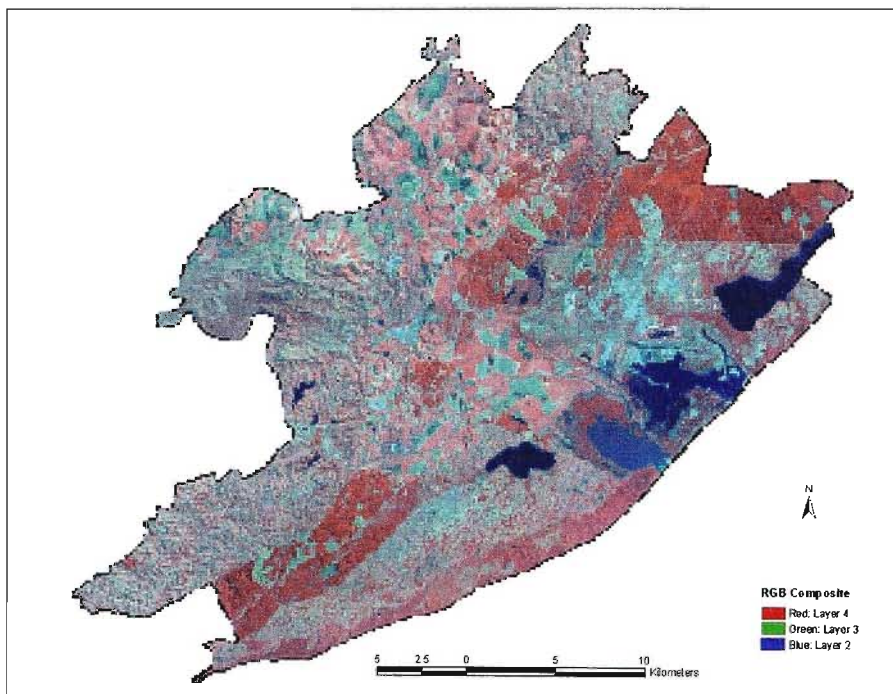 N
RGB Composite
Red: Layer 4
Green: Layer 3
Blue: Layer 2
5 2.5 0 5 10
Kilometers